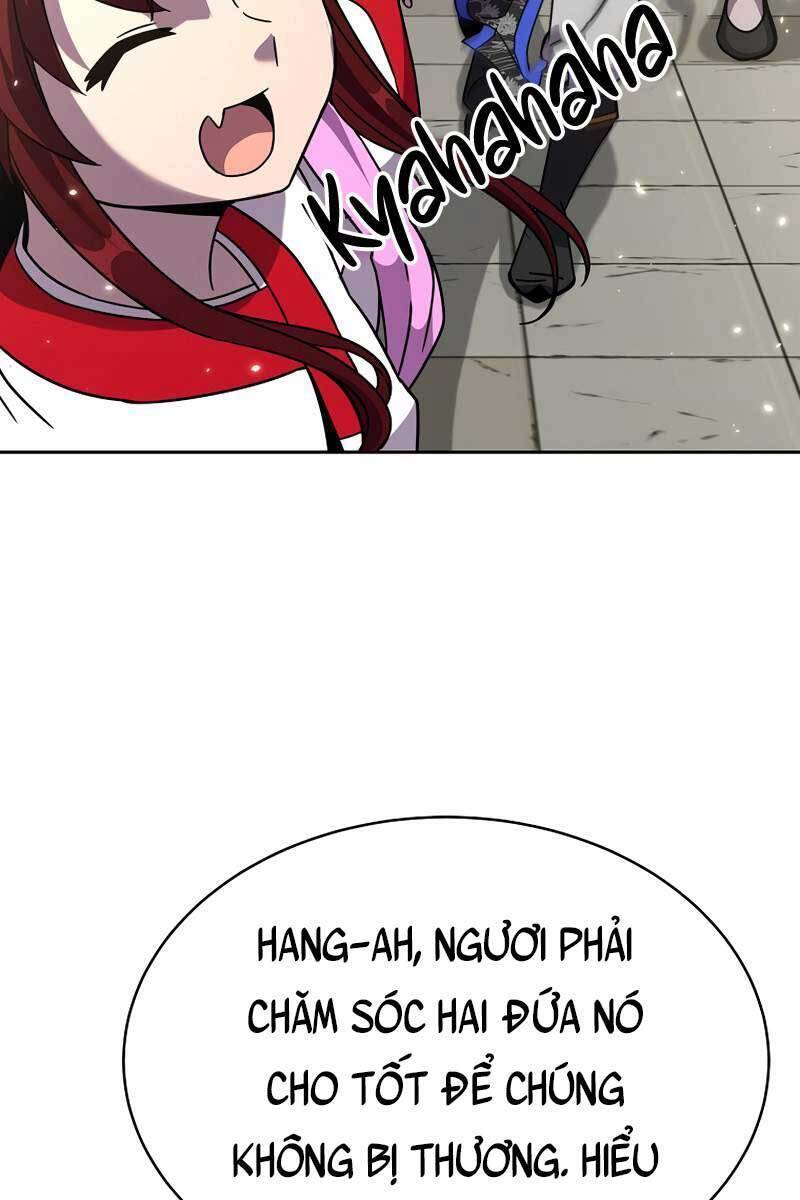 Kyahahaha
HANG-AH, NGƯƠI PHẢI
CHĂM SÓC HAI ĐỨA NÓ
CHO TỐT ĐỂ CHÚNG
KHÔNG BỊ THƯƠNG. HIỂU